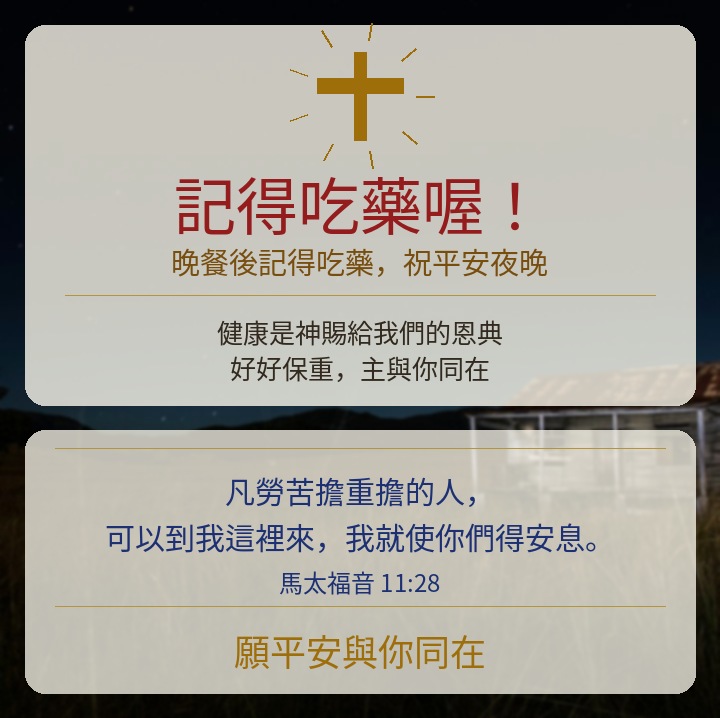 記得吃藥喔！
晚餐後記得吃藥，祝平安夜晚
健康是神賜給我們的恩典
好好保重，主與你同在
凡勞苦擔重擔的人，
可以到我這裡來，我就使你們得安息。
馬太福音 11:28
願平安與你同在